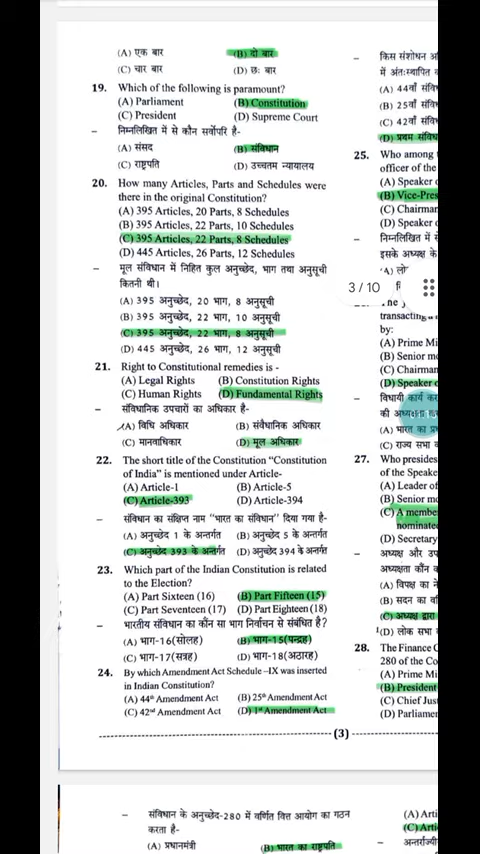 (A) एक बार (B) दो बार
(C) चार बार (D) छः बार
19. Which of the following is paramount?
(A) Parliament (B) Constitution
(C) President (D) Supreme Court
– निम्नलिखित में से कौन सर्वोपरि है-
(A) संसद (B) संविधान
(C) राष्ट्रपति (D) उच्चतम न्यायालय
20. How many Articles, Parts and Schedules were
there in the original Constitution?
(A) 395 Articles, 20 Parts, 8 Schedules
(B) 395 Articles, 22 Parts, 10 Schedules
(C) 395 Articles, 22 Parts, 8 Schedules
(D) 445 Articles, 26 Parts, 12 Schedules
– मूल संविधान में निहित कुल अनुच्छेद, भाग तथा अनुसूची
कितनी थी।
(A) 395 अनुच्छेद, 20 भाग, 8 अनुसूची
(B) 395 अनुच्छेद, 22 भाग, 10 अनुसूची
(C) 395 अनुच्छेद, 22 भाग, 8 अनुसूची
(D) 445 अनुच्छेद, 26 भाग, 12 अनुसूची
21. Right to Constitutional remedies is -
(A) Legal Rights (B) Constitution Rights
(C) Human Rights (D) Fundamental Rights
– संविधानिक उपचारों का अधिकार है-
(A) विधि अधिकार (B) संवैधानिक अधिकार
(C) मानवाधिकार (D) मूल अधिकार
22. The short title of the Constitution “Constitution
of India” is mentioned under Article-
(A) Article-1 (B) Article-5
(C) Article-393 (D) Article-394
– संविधान का संक्षिप्त नाम "भारत का संविधान" दिया गया है-
(A) अनुच्छेद 1 के अन्तर्गत (B) अनुच्छेद 5 के अन्तर्गत
(C) अनुच्छेद 393 के अन्तर्गत (D) अनुच्छेद 394 के अन्तर्गत
23. Which part of the Indian Constitution is related
to the Election?
(A) Part Sixteen (16) (B) Part Fifteen (15)
(C) Part Seventeen (17) (D) Part Eighteen (18)
– भारतीय संविधान का कौन सा भाग निर्वाचन से संबंधित है?
(A) भाग-16(सोलह) (B) भाग-15(पन्द्रह)
(C) भाग-17(सत्रह) (D) भाग-18(अठारह)
24. By which Amendment Act Schedule –IX was inserted
in Indian Constitution?
(A) 44th Amendment Act (B) 25th Amendment Act
(C) 42nd Amendment Act (D) 1st Amendment Act
– किस संशोधन
में अंतःस्थापित
(A) 44वाँ
(B) 25वाँ
(C) 42वाँ
(D) प्रथम
25. Who among
officer of the
(A) Speaker
(B) Vice-Pres
(C) Chairma
(D) Speaker
– निम्नलिखित में
इसके अध्यक्ष के
3 / 10
transacting
by:
(A) Prime Mi
(B) Senior m
(C) Chairma
(D) Speaker
– विधायी कार्य
की
(A) भारत का
(C) राज्य सभा
27. Who presides
of the Speake
(A) Leader of
(B) Senior m
(C) A membe
nominated
(D) Secretary
– अध्यक्ष और
अध्यक्षता कौन
(A) विपक्ष का
(B) सदन का
(C) अध्यक्ष द्वारा
(D) लोक सभा
28. The Finance
280 of the Co
(A) Prime Mi
(B) President
(C) Chief Jus
(D) Parliamen
(3)
– संविधान के अनुच्छेद-280 में वर्णित वित्त आयोग का गठन
करता है-
(A) प्रधानमंत्री (B) भारत का राष्ट्रपति
(A) Arti
(C) Arti
– अन्तर्राज्यी
(A)